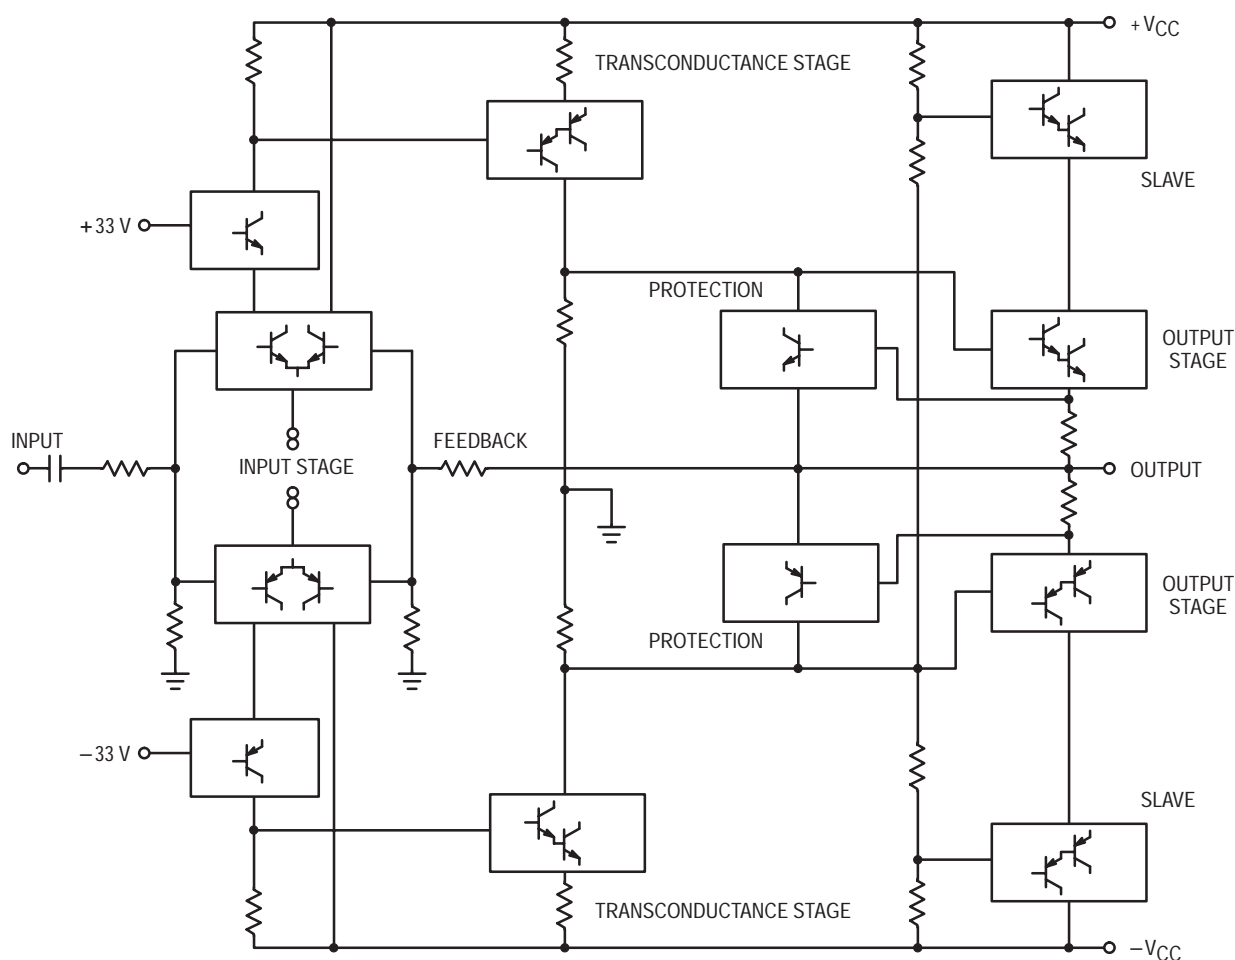 +VCC
TRANSCONDUCTANCE STAGE
SLAVE
+33 V
PROTECTION
OUTPUT
STAGE
INPUT
FEEDBACK
INPUT STAGE
OUTPUT
OUTPUT
STAGE
PROTECTION
−33 V
SLAVE
TRANSCONDUCTANCE STAGE
−VCC